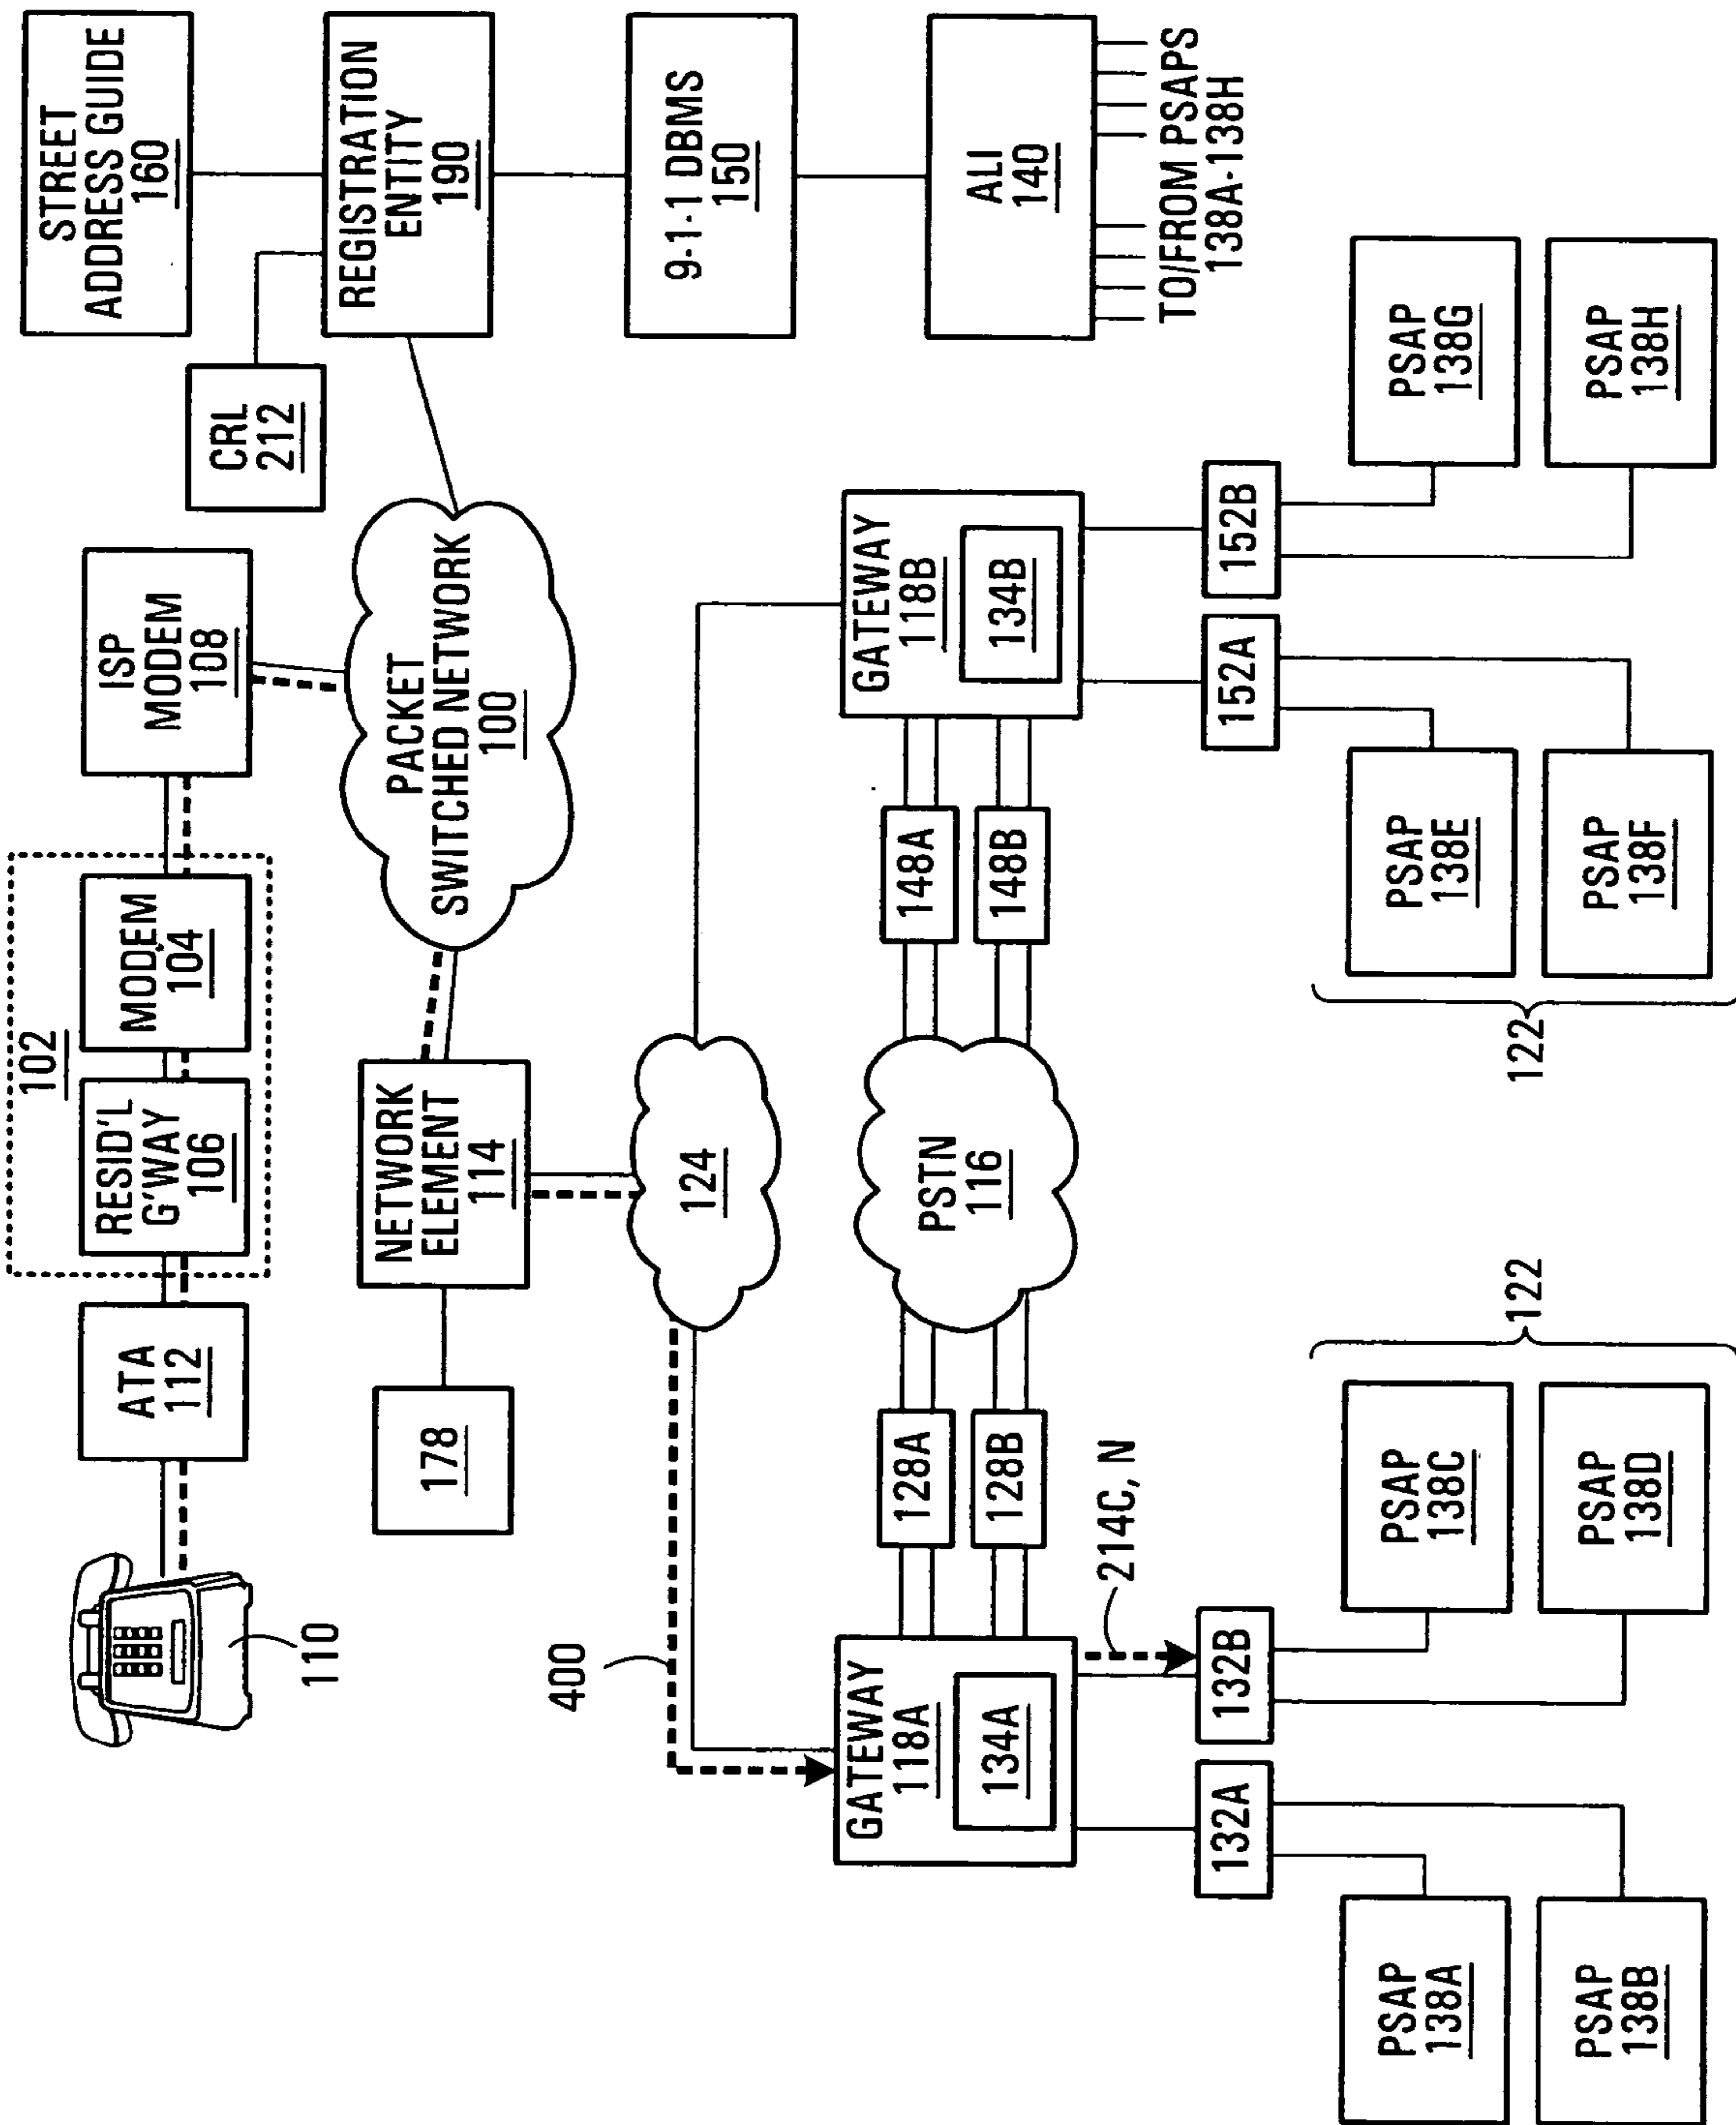 110
ATA
112
102
RESID'L
G'WAY
106
MODEM
104
ISP
MODEM
108
STREET
ADDRESS GUIDE
160
CRL
212
REGISTRATION
ENTITY
190
178
NETWORK
ELEMENT
114
PACKET
SWITCHED NETWORK
100
9-1-1 DBMS
150
400
124
ALI
140
TO/FROM PSAPS
138A-138H
GATEWAY
118A
134A
128A
128B
PSTN
116
148A
148B
GATEWAY
118B
134B
214C, N
132A
132B
152A
152B
PSAP
138A
PSAP
138B
PSAP
138C
PSAP
138D
122
PSAP
138E
PSAP
138F
PSAP
138G
PSAP
138H
122